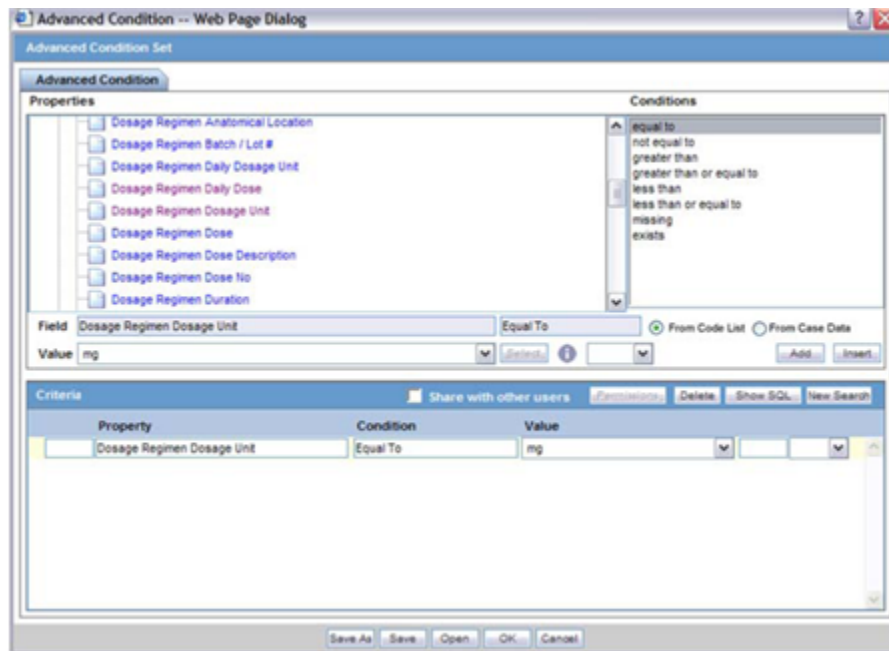 Advanced Condition -- Web Page Dialog
Advanced Condition Set
Advanced Condition
Properties Conditions
Dosage Regimen Anatomical Location
Dosage Regimen Batch / Lot #
Dosage Regimen Daily Dosage Unit
Dosage Regimen Daily Dose
Dosage Regimen Dosage Unit
Dosage Regimen Dose
Dosage Regimen Dose Description
Dosage Regimen Dose No
Dosage Regimen Duration
equal to
not equal to
greater than
greater than or equal to
less than
less than or equal to
missing
exists
Field Dosage Regimen Dosage Unit Equal To From Code List From Case Data
Value mg Select Add Insert
Criteria Share with other users Permissions Delete Show SQL New Search
Property Condition Value
Dosage Regimen Dosage Unit Equal To mg
Save As Save Open OK Cancel